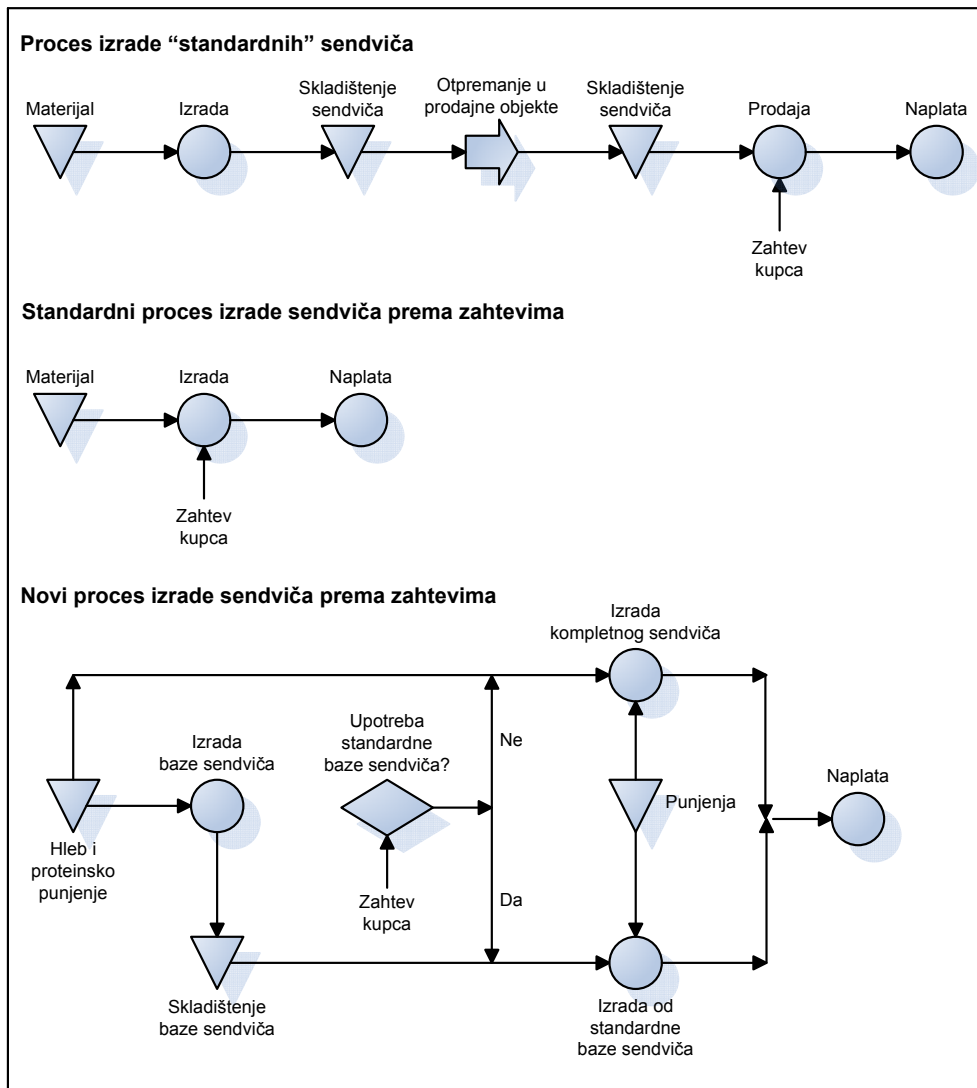 Proces izrade “standardnih” sendviča
Materijal
Izrada
Skladištenje
sendviča
Otpremanje u
prodajne objekte
Skladištenje
sendviča
Prodaja
Naplata
Zahtev
kupca
Standardni proces izrade sendviča prema zahtevima
Materijal
Izrada
Naplata
Zahtev
kupca
Novi proces izrade sendviča prema zahtevima
Izrada
kompletnog sendviča
Izrada
baze sendviča
Upotreba
standardne
baze sendviča?
Ne
Punjenja
Naplata
Hleb i
proteinsko
punjenje
Zahtev
kupca
Da
Skladištenje
baze sendviča
Izrada od
standardne
baze sendviča